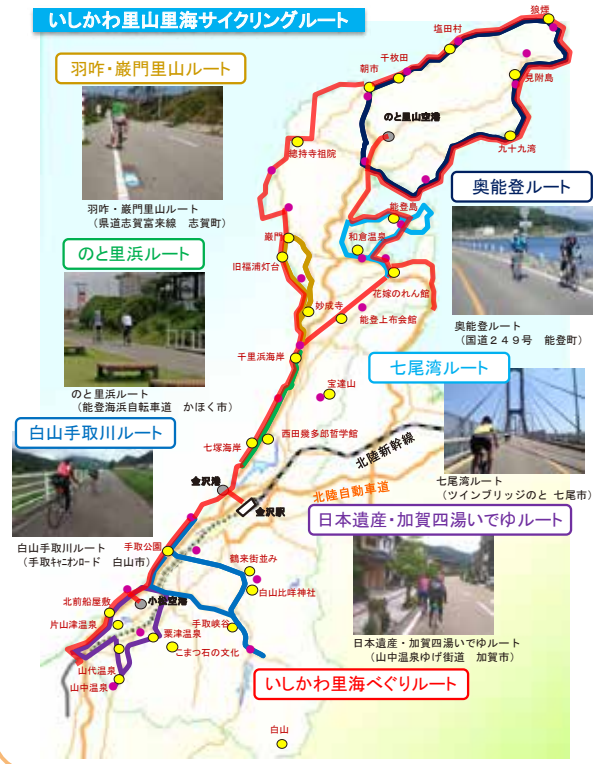 いしかわ里山里海サイクリングルート
狼煙
塩田村
千枚田
朝市
見附島
のと里山空港
九十九湾
總持寺祖院
羽咋・巌門里山ルート
羽咋・巌門里山ルート
（県道志賀富来線　志賀町）
奥能登ルート
奥能登ルート
（国道２４９号　能登町）
能登島
和倉温泉
巌門
旧福浦灯台
花嫁のれん館
妙成寺
能登上布会館
のと里浜ルート
のと里浜ルート
（能登海浜自転車道　かほく市）
千里浜海岸
宝達山
七尾湾ルート
七尾湾ルート
（ツインブリッジのと 七尾市）
七塚海岸
西田幾多郎哲学館
北陸新幹線
北陸自動車道
金沢港
金沢駅
白山手取川ルート
白山手取川ルート
（手取ｷｬﾆｵﾝﾛｰﾄﾞ　白山市）
日本遺産・加賀四湯いでゆルート
日本遺産・加賀四湯いでゆルート
（山中温泉ゆげ街道　加賀市）
手取公園
鶴来街並み
白山比咩神社
北前船屋敷
小松空港
片山津温泉
粟津温泉
手取峡谷
こまつ石の文化
山代温泉
山中温泉
いしかわ里海べぐりルート
白山